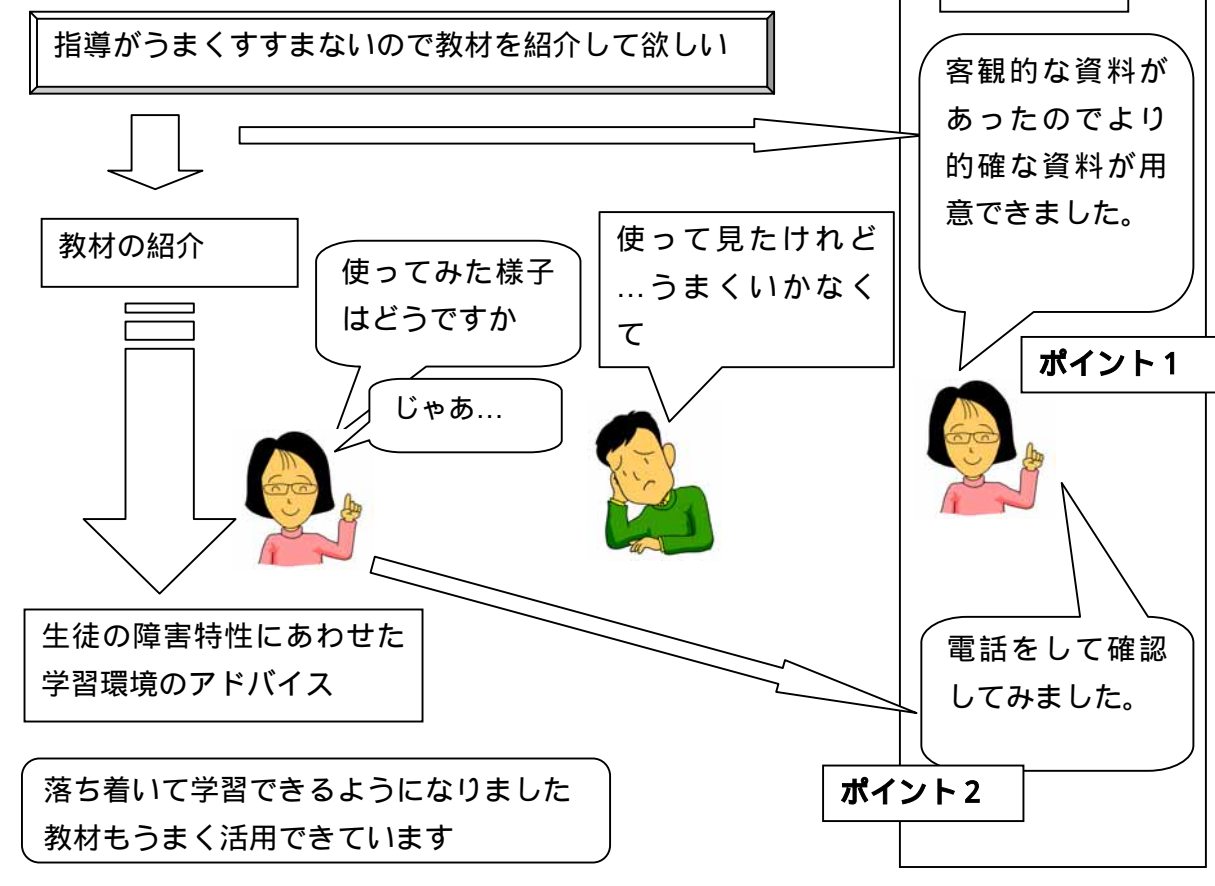 指導がうまくすすまないので教材を紹介して欲しい
客観的な資料が
あったのでより
的確な資料が用
意できました。
教材の紹介
使ってみた様子
はどうですか
使って見たけれど
…うまくいかなく
て
ポイント1
じゃあ…
生徒の障害特性にあわせた
学習環境のアドバイス
電話をして確認
してみました。
ポイント2
落ち着いて学習できるようになりました
教材もうまく活用できています